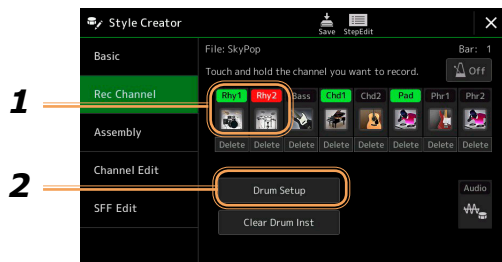 Style Creator
Save StepEdit
Basic
File: SkyPop Bar: 1
Touch and hold the channel you want to record.
Off
1
Rec Channel
Rhy1 Rhy2 Bass Chd1 Chd2 Pad Phr1 Phr2
Assembly
Delete Delete Delete Delete Delete Delete Delete Delete
Channel Edit
2
Drum Setup
Audio
SFF Edit
Clear Drum Inst